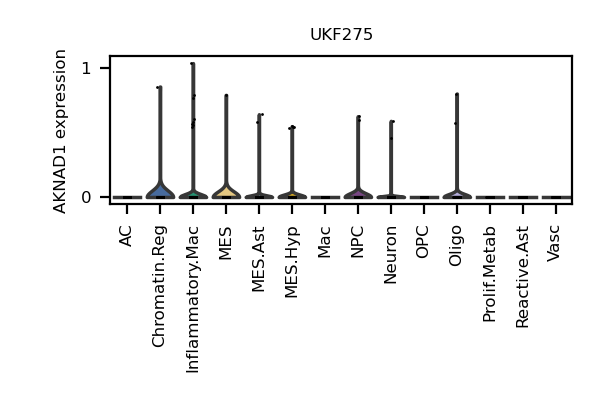 UKF275
AKNAD1 expression
1
0
AC
Chromatin.Reg
Inflammatory.Mac
MES
MES.Ast
MES.Hyp
Mac
NPC
Neuron
OPC
Oligo
Prolif.Metab
Reactive.Ast
Vasc